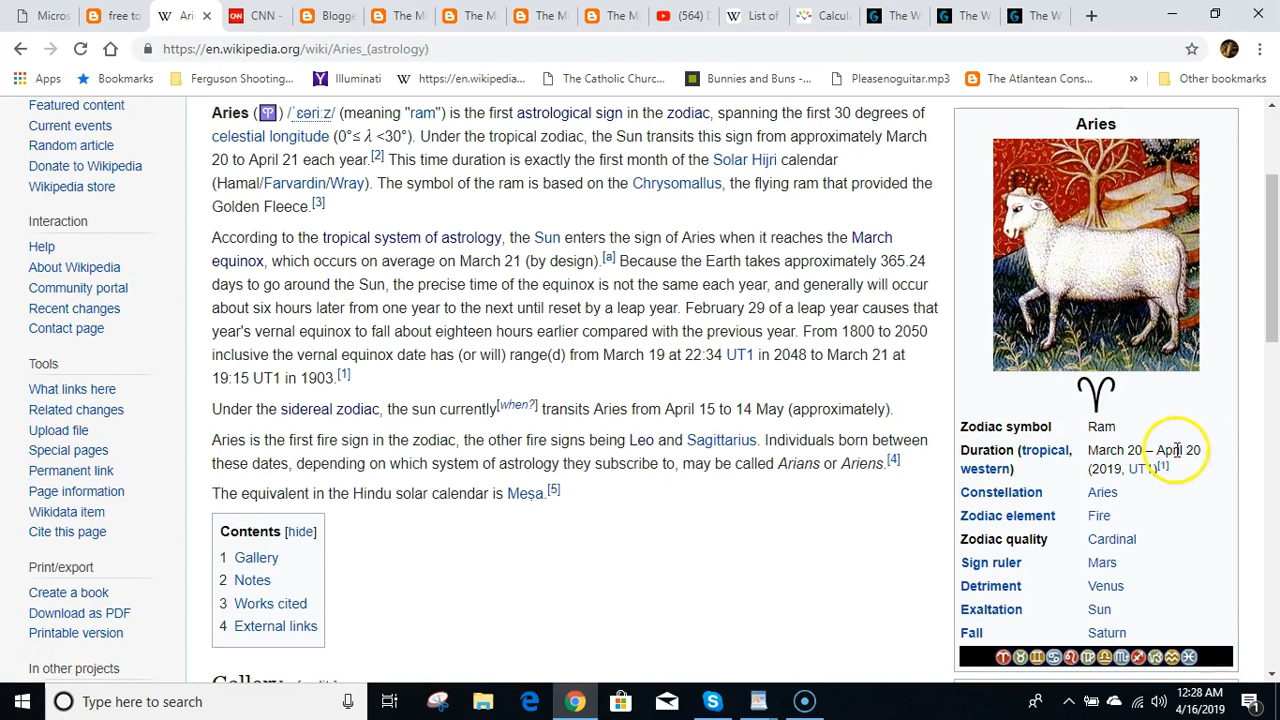 Micros
free to
Ari
CNN -
Blogge
The M
The M
The M
The M
(564) D
List of
Calcul
The W
The W
The W
https://en.wikipedia.org/wiki/Aries_(astrology)
Apps
Bookmarks
Ferguson Shooting...
Illuminati
https://en.wikipedia...
The Catholic Churc...
Bunnies and Buns -...
Pleasenoguitar.mp3
The Atlantean Cons...
»
Other bookmarks
Featured content
Current events
Random article
Donate to Wikipedia
Wikipedia store
Interaction
Help
About Wikipedia
Community portal
Recent changes
Contact page
Tools
What links here
Related changes
Upload file
Special pages
Permanent link
Page information
Wikidata item
Cite this page
Print/export
Create a book
Download as PDF
Printable version
In other projects
Aries (♈) /ˈɛəriːz/ (meaning "ram") is the first astrological sign in the zodiac, spanning the first 30 degrees of
celestial longitude (0°≤ λ <30°). Under the tropical zodiac, the Sun transits this sign from approximately March
20 to April 21 each year.[2] This time duration is exactly the first month of the Solar Hijri calendar
(Hamal/Farvardin/Wray). The symbol of the ram is based on the Chrysomallus, the flying ram that provided the
Golden Fleece.[3]
According to the tropical system of astrology, the Sun enters the sign of Aries when it reaches the March
equinox, which occurs on average on March 21 (by design).[a] Because the Earth takes approximately 365.24
days to go around the Sun, the precise time of the equinox is not the same each year, and generally will occur
about six hours later from one year to the next until reset by a leap year. February 29 of a leap year causes that
year's vernal equinox to fall about eighteen hours earlier compared with the previous year. From 1800 to 2050
inclusive the vernal equinox date has (or will) range(d) from March 19 at 22:34 UT1 in 2048 to March 21 at
19:15 UT1 in 1903.[1]
Under the sidereal zodiac, the sun currently[when?] transits Aries from April 15 to 14 May (approximately).
Aries is the first fire sign in the zodiac, the other fire signs being Leo and Sagittarius. Individuals born between
these dates, depending on which system of astrology they subscribe to, may be called Arians or Ariens.[4]
The equivalent in the Hindu solar calendar is Meṣa.[5]
Contents [hide]
1 Gallery
2 Notes
3 Works cited
4 External links
Aries
♈
Zodiac symbol Ram
Duration (tropical, March 20 – April 20
western) (2019, UT1)[1]
Constellation Aries
Zodiac element Fire
Zodiac quality Cardinal
Sign ruler Mars
Detriment Venus
Exaltation Sun
Fall Saturn
♈♉♊♋♌♍♎♏♐♑♒♓
Type here to search
12:28 AM
4/16/2019
1